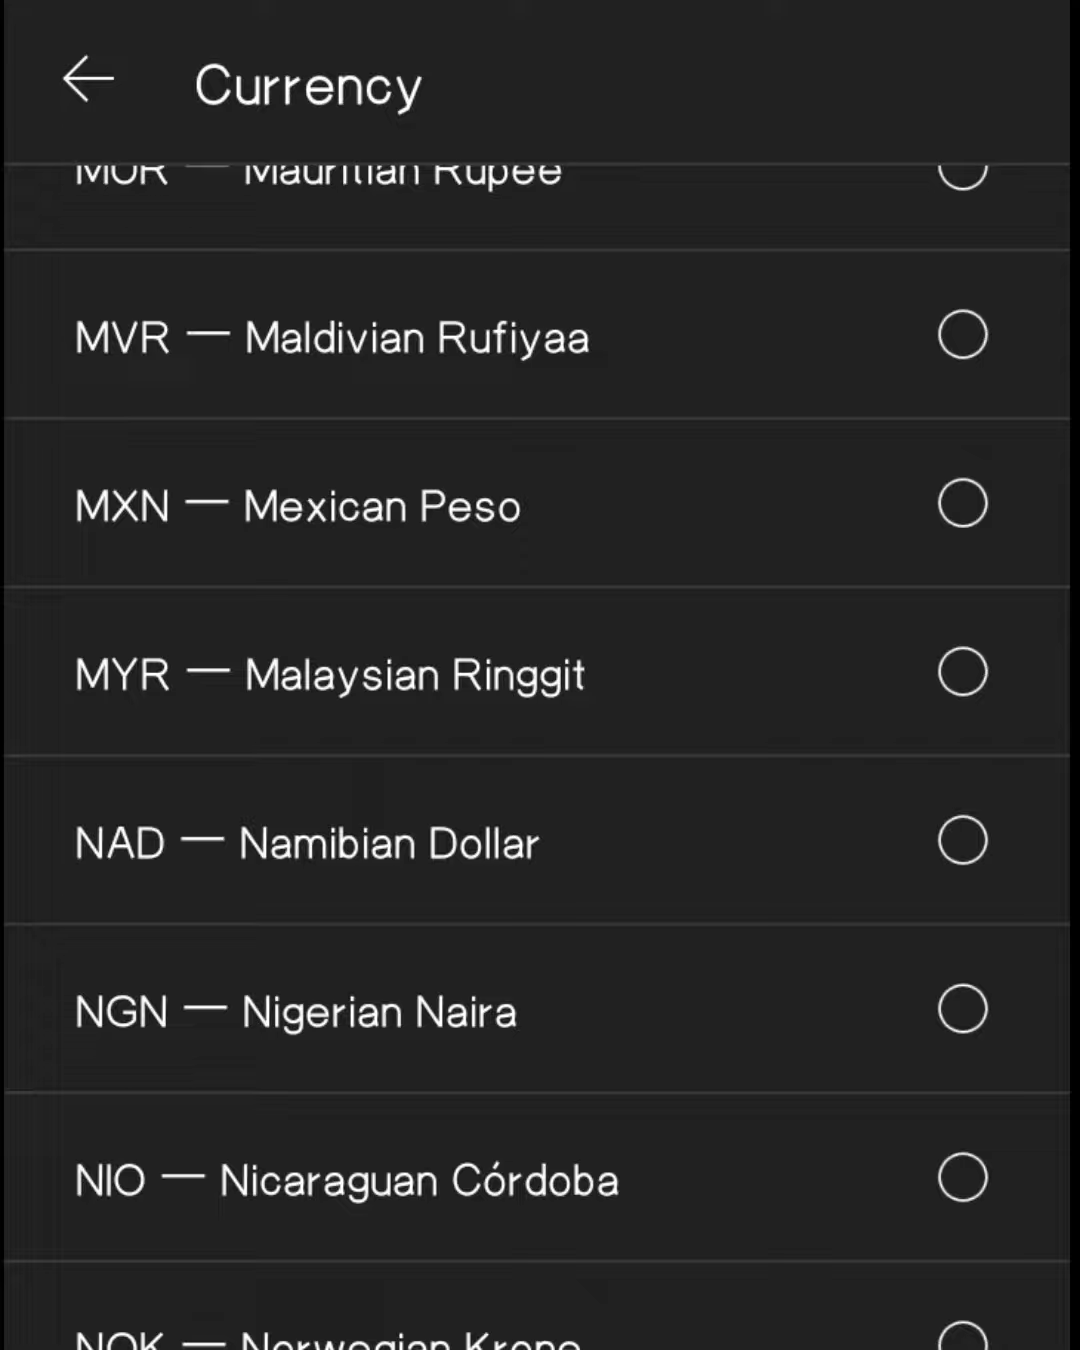 Currency
MUR — Mauritian Rupee
MVR — Maldivian Rufiyaa
MXN — Mexican Peso
MYR — Malaysian Ringgit
NAD — Namibian Dollar
NGN — Nigerian Naira
NIO — Nicaraguan Córdoba
NOK — Norwegian Krone